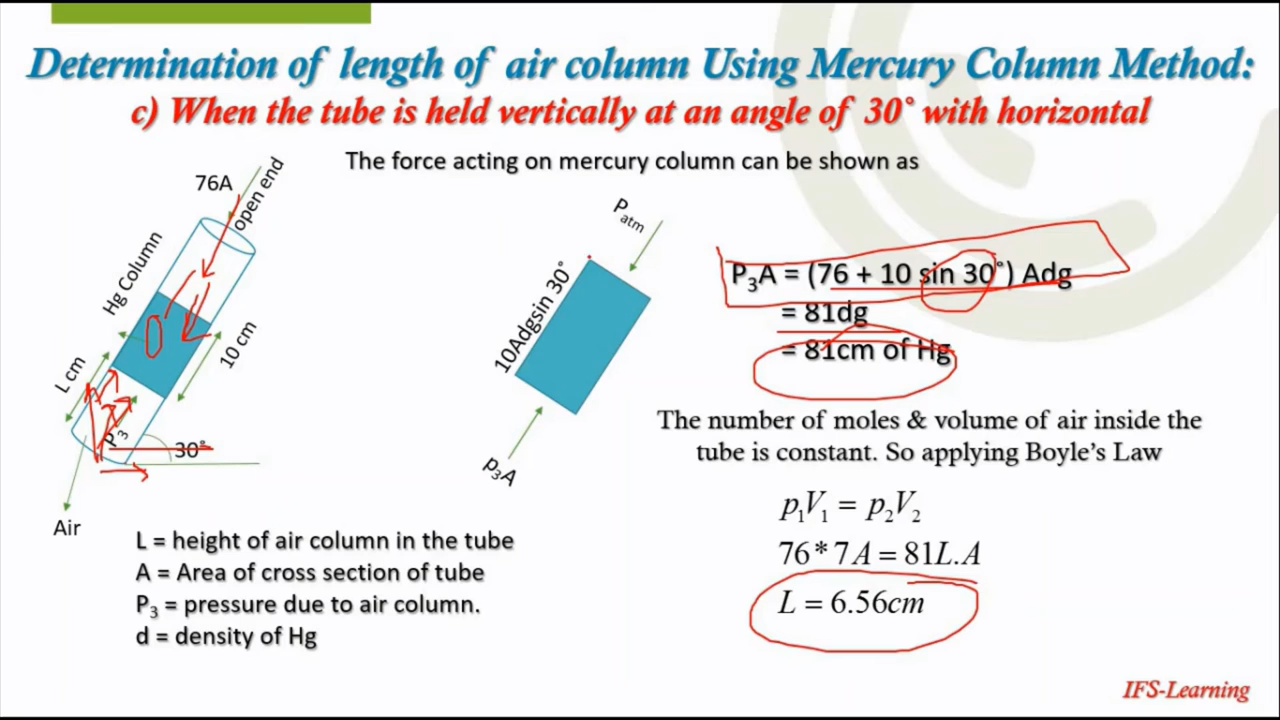 Determination of length of air column Using Mercury Column Method:
c) When the tube is held vertically at an angle of 30° with horizontal
The force acting on mercury column can be shown as
76A
open end
Hg Column
L cm
10 cm
P₃
30°
Air
P atm
10Adgsin 30°
p₃A
P₃A = (76 + 10 sin 30°) Adg
= 81dg
= 81cm of Hg
The number of moles & volume of air inside the
tube is constant. So applying Boyle's Law
p₁V₁ = p₂V₂
76*7A = 81L.A
L = 6.56cm
L = height of air column in the tube
A = Area of cross section of tube
P₃ = pressure due to air column.
d = density of Hg
IFS-Learning